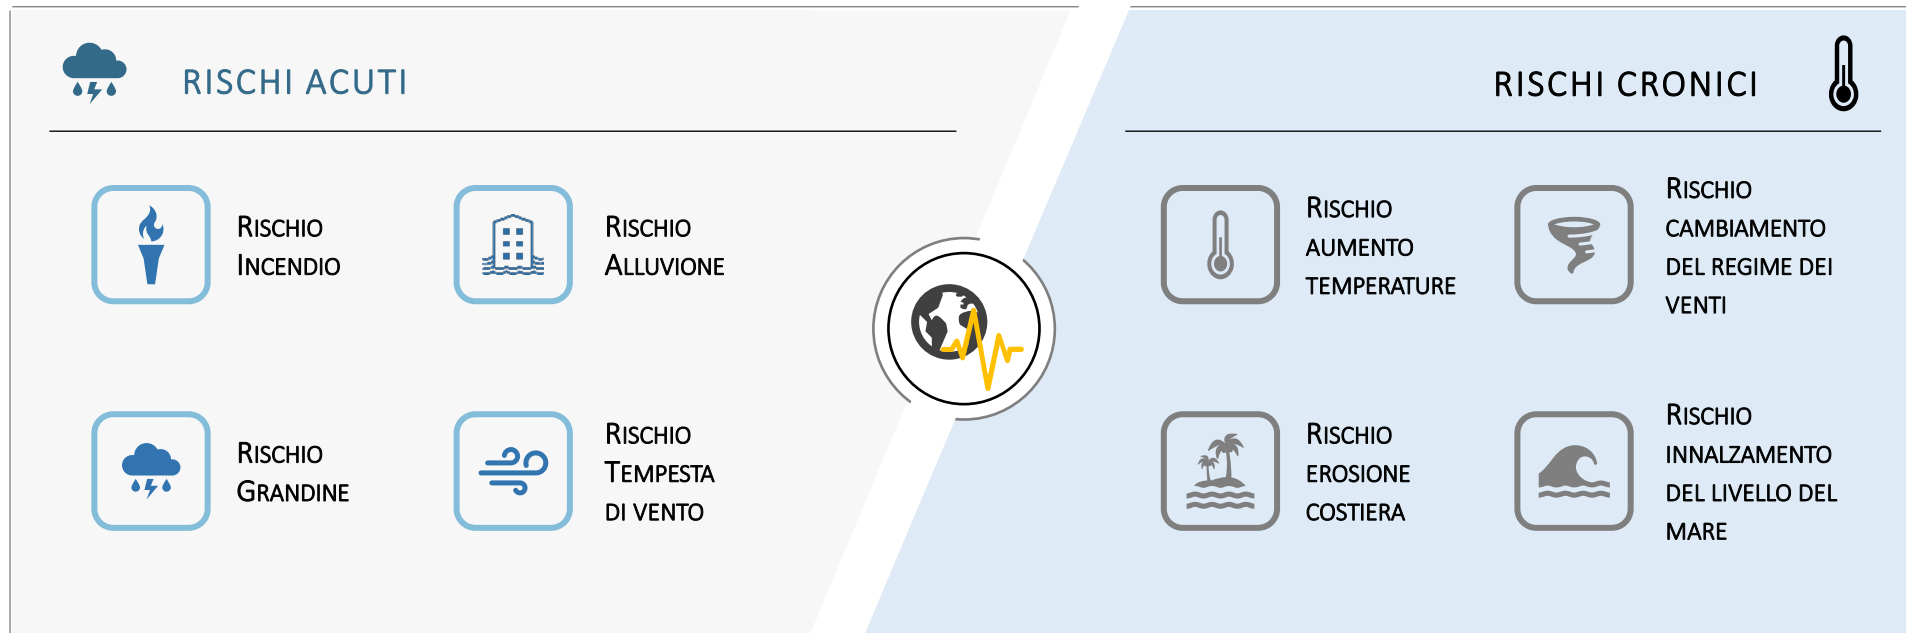 RISCHI ACUTI
Rischio
Incendio
Rischio
Alluvione
Rischio
Grandine
Rischio
Tempesta
di vento
RISCHI CRONICI
Rischio
aumento
temperature
Rischio
cambiamento
del regime dei
venti
Rischio
erosione
costiera
Rischio
innalzamento
del livello del
mare